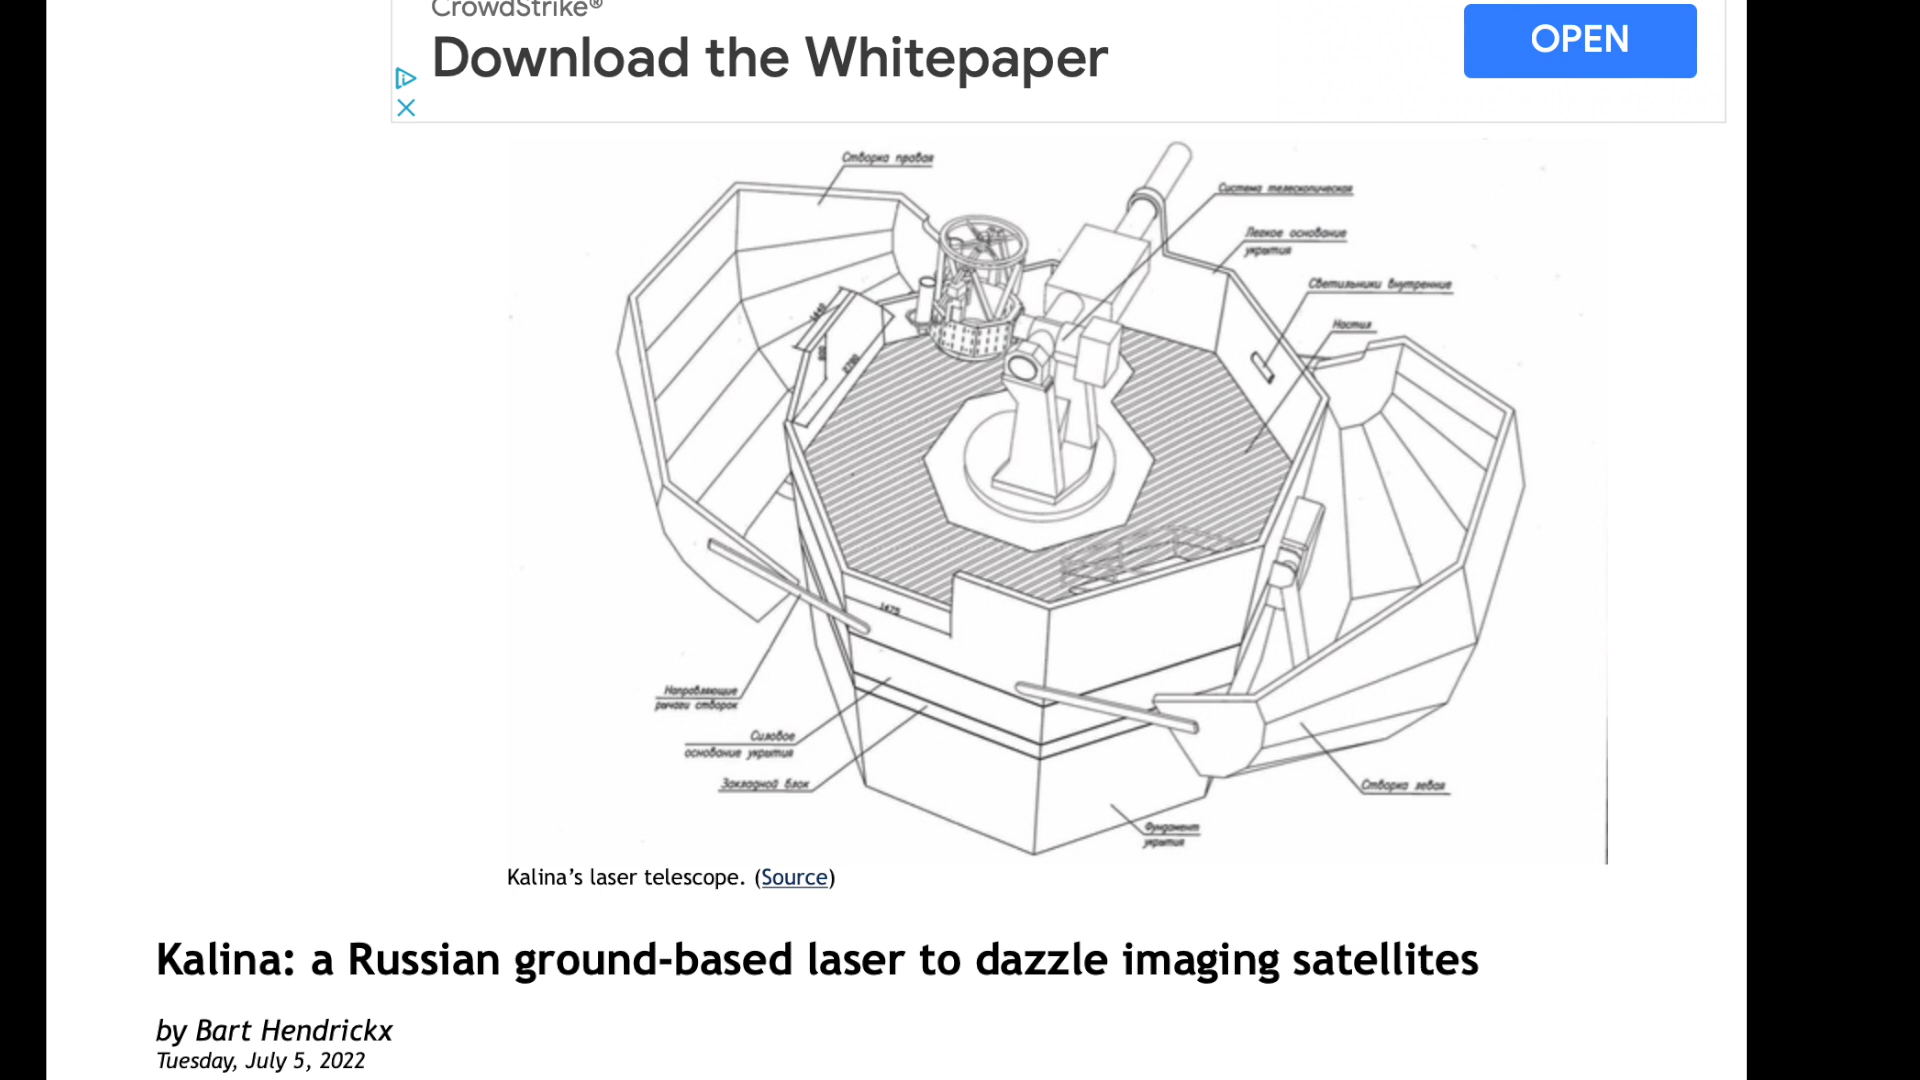 CrowdStrike®
Download the Whitepaper
OPEN
Створка правая
Система телескопическая
Легкое основание
укрытия
Светильники внутренние
Настил
1475
Направляющие
рычаги створок
Силовое
основание укрытия
Закладной блок
Створка левая
Фундамент
укрытия
Kalina’s laser telescope. (Source)
Kalina: a Russian ground-based laser to dazzle imaging satellites
by Bart Hendrickx
Tuesday, July 5, 2022